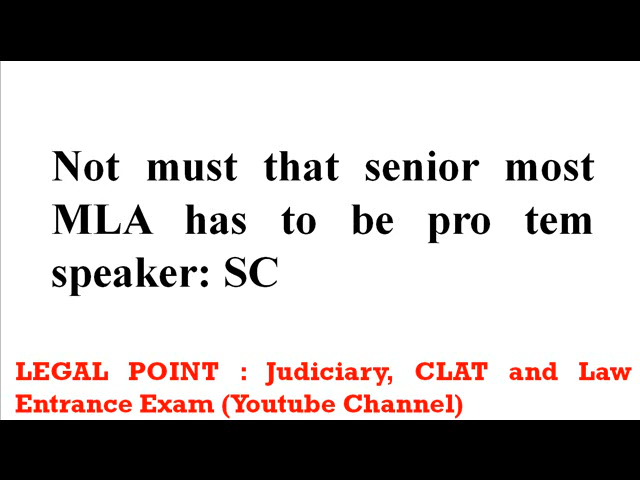 Not must that senior most
MLA has to be pro tem
speaker: SC
LEGAL POINT : Judiciary, CLAT and Law
Entrance Exam (Youtube Channel)